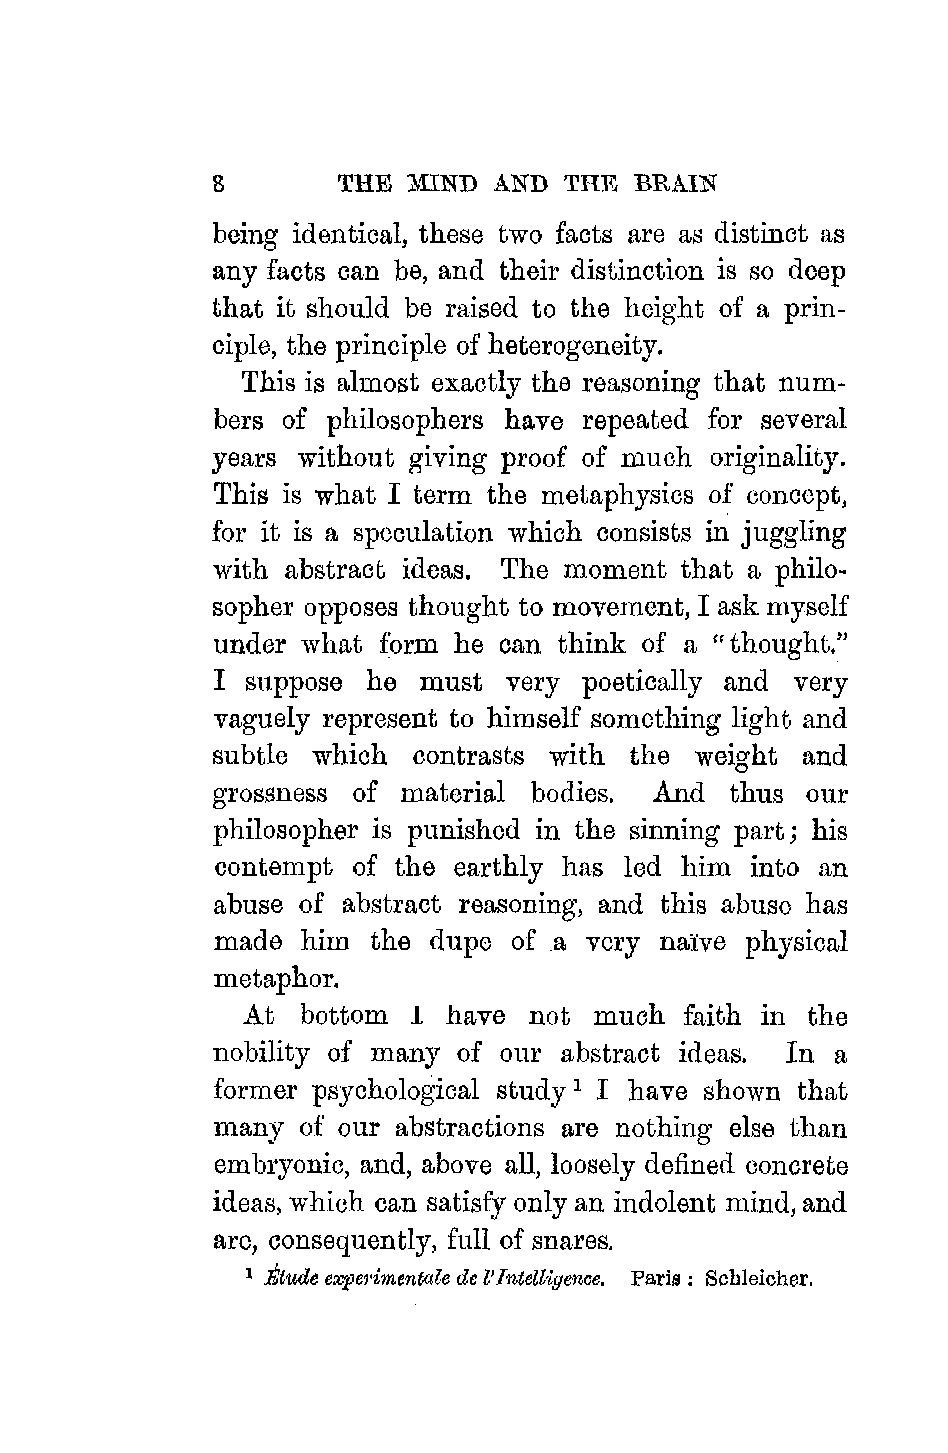 8 THE MIND AND THE BRAIN
being identical, these two facts are as distinct as
any facts can be, and their distinction is so deep
that it should be raised to the height of a prin-
ciple, the principle of heterogeneity.
This is almost exactly the reasoning that num-
bers of philosophers have repeated for several
years without giving proof of much originality.
This is what I term the metaphysics of concept,
for it is a speculation which consists in juggling
with abstract ideas. The moment that a philo-
sopher opposes thought to movement, I ask myself
under what form he can think of a “thought.”
I suppose he must very poetically and very
vaguely represent to himself something light and
subtle which contrasts with the weight and
grossness of material bodies. And thus our
philosopher is punished in the sinning part; his
contempt of the earthly has led him into an
abuse of abstract reasoning, and this abuse has
made him the dupe of a very naïve physical
metaphor.
At bottom I have not much faith in the
nobility of many of our abstract ideas. In a
former psychological study ¹ I have shown that
many of our abstractions are nothing else than
embryonic, and, above all, loosely defined concrete
ideas, which can satisfy only an indolent mind, and
are, consequently, full of snares.
¹ Étude experimentale de l'Intelligence. Paris: Schleicher.